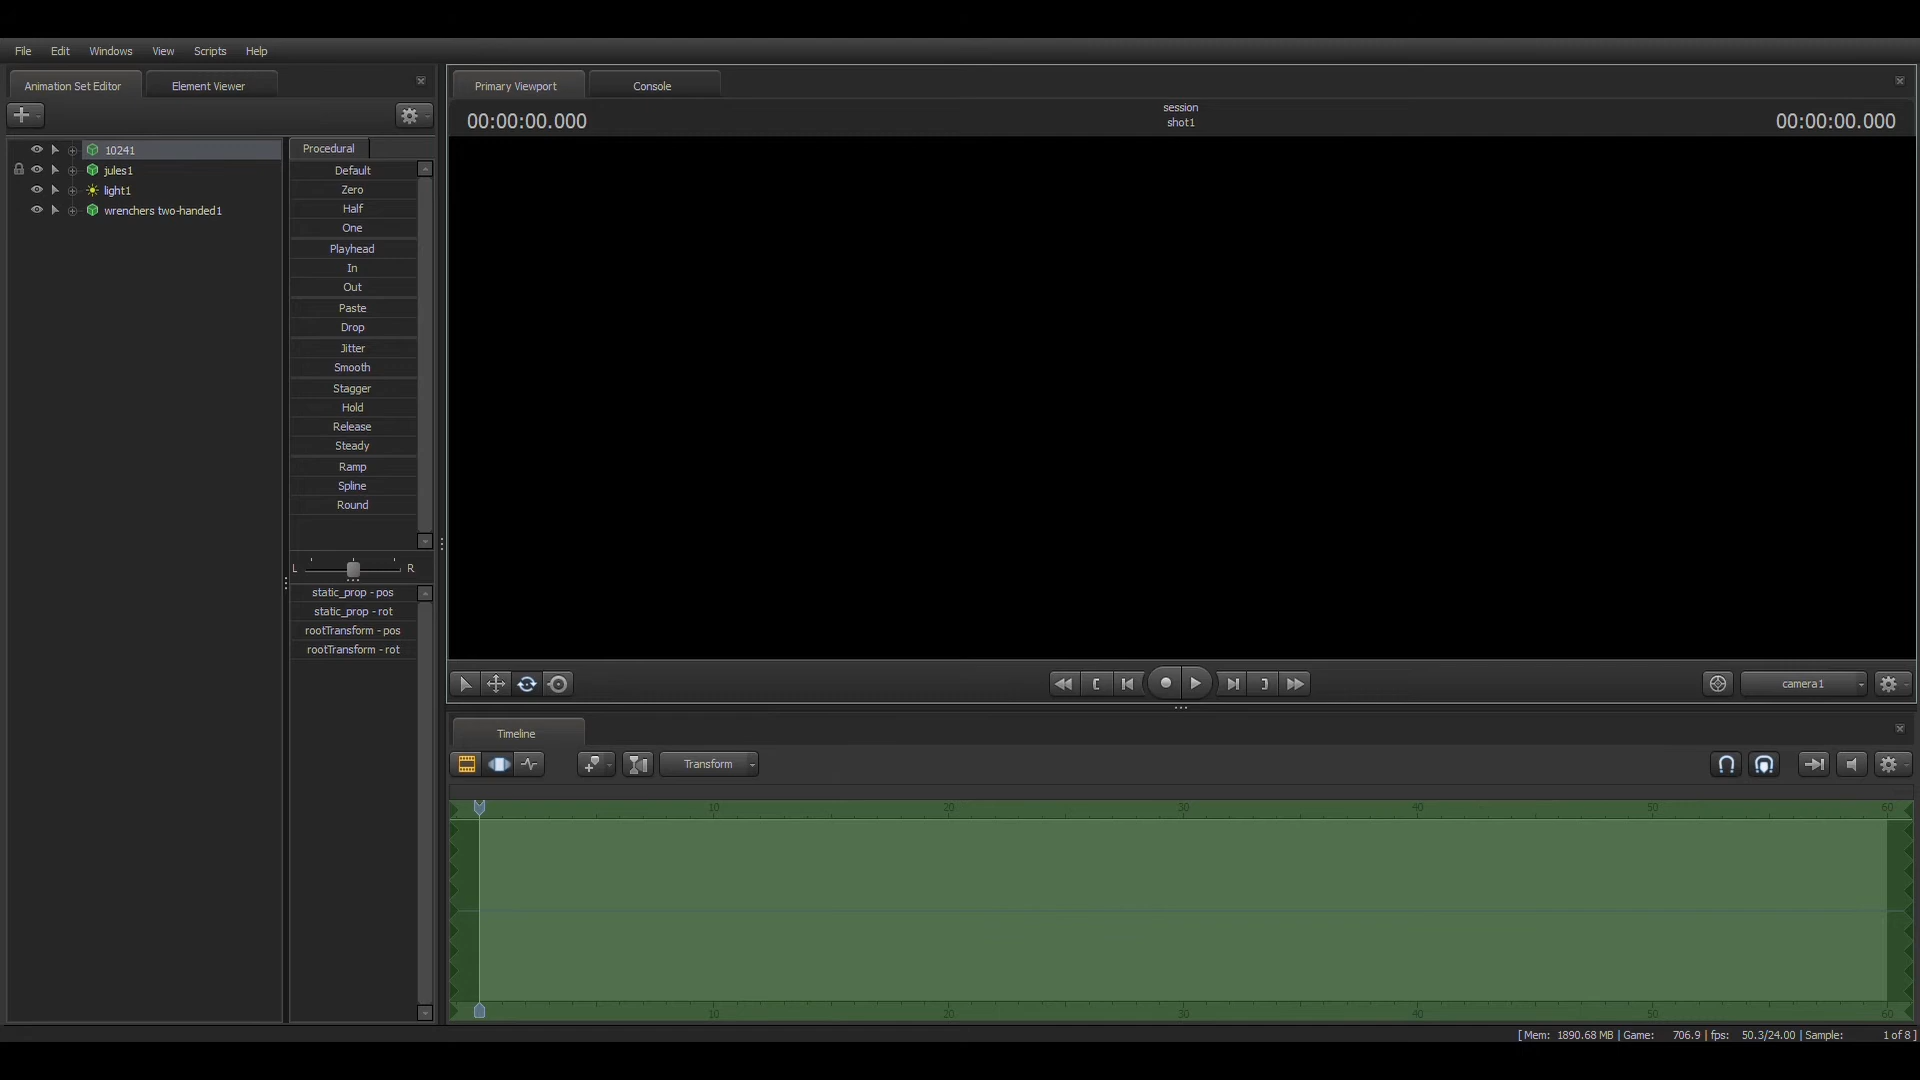 File Edit Windows View Scripts Help
Animation Set Editor Element Viewer
Primary Viewport Console
00:00:00.000
session
shot1
00:00:00.000
10241
jules1
light1
wrenchers two-handed1
Procedural
Default
Zero
Half
One
Playhead
In
Out
Paste
Drop
Jitter
Smooth
Stagger
Hold
Release
Steady
Ramp
Spline
Round
L R
static_prop - pos
static_prop - rot
rootTransform - pos
rootTransform - rot
camera1
Timeline
Transform
10 20 30 40 50 60
10 20 30 40 50 60
[ Mem: 1890.68 MB | Game: 706.9 | fps: 50.3/24.00 | Sample: 1 of 8 ]